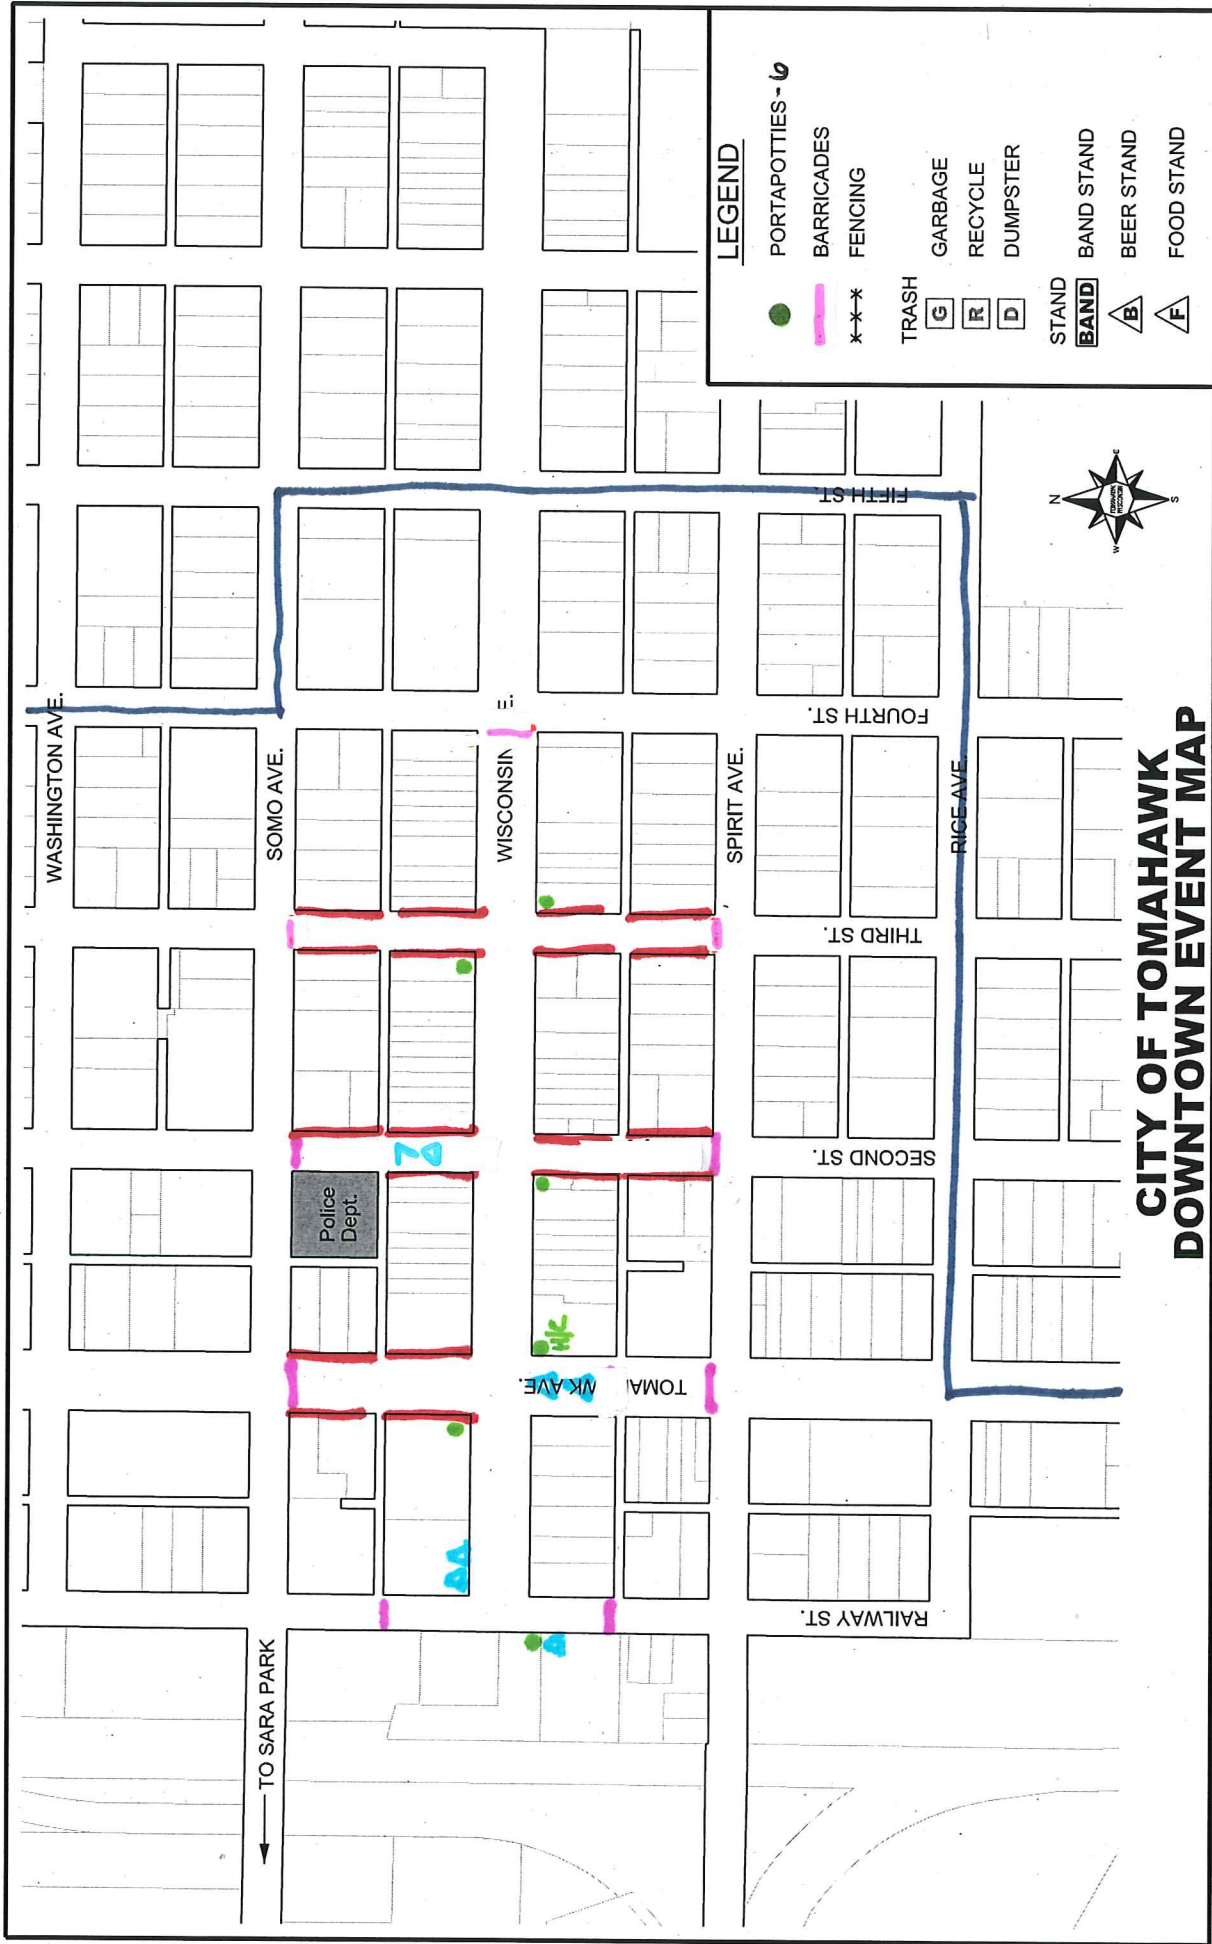 WASHINGTON AVE.
SOMO AVE.
WISCONSIN
E.
SPIRIT AVE.
RICE AVE.
FIFTH ST.
FOURTH ST.
THIRD ST.
SECOND ST.
TOMA
WK AVE.
RAILWAY ST.
Police
Dept.
HC
TO SARA PARK
LEGEND
PORTAPOTTIES - 6
BARRICADES
FENCING
TRASH
G GARBAGE
R RECYCLE
D DUMPSTER
STAND
BAND BAND STAND
B BEER STAND
F FOOD STAND
N
E
S
W
CITY OF TOMAHAWK
DOWNTOWN EVENT MAP